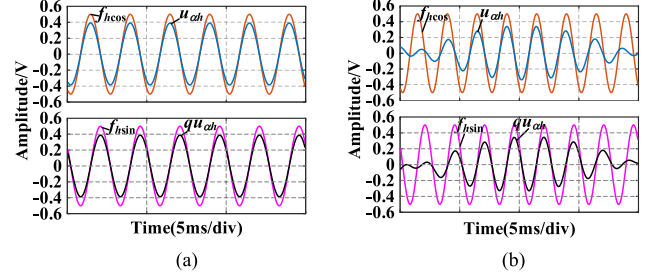 0.6
0.4
0.2
0
−0.2
−0.4
−0.6
f_hcos
u_αh
0.6
0.4
0.2
0
−0.2
−0.4
−0.6
f_hsin
qu_αh
Amplitude/V
Time(5ms/div)
(a)
0.6
0.4
0.2
0
−0.2
−0.4
−0.6
f_hcos
u_αh
0.6
0.4
0.2
0
−0.2
−0.4
−0.6
f_hsin
qu_αh
Amplitude/V
Time(5ms/div)
(b)